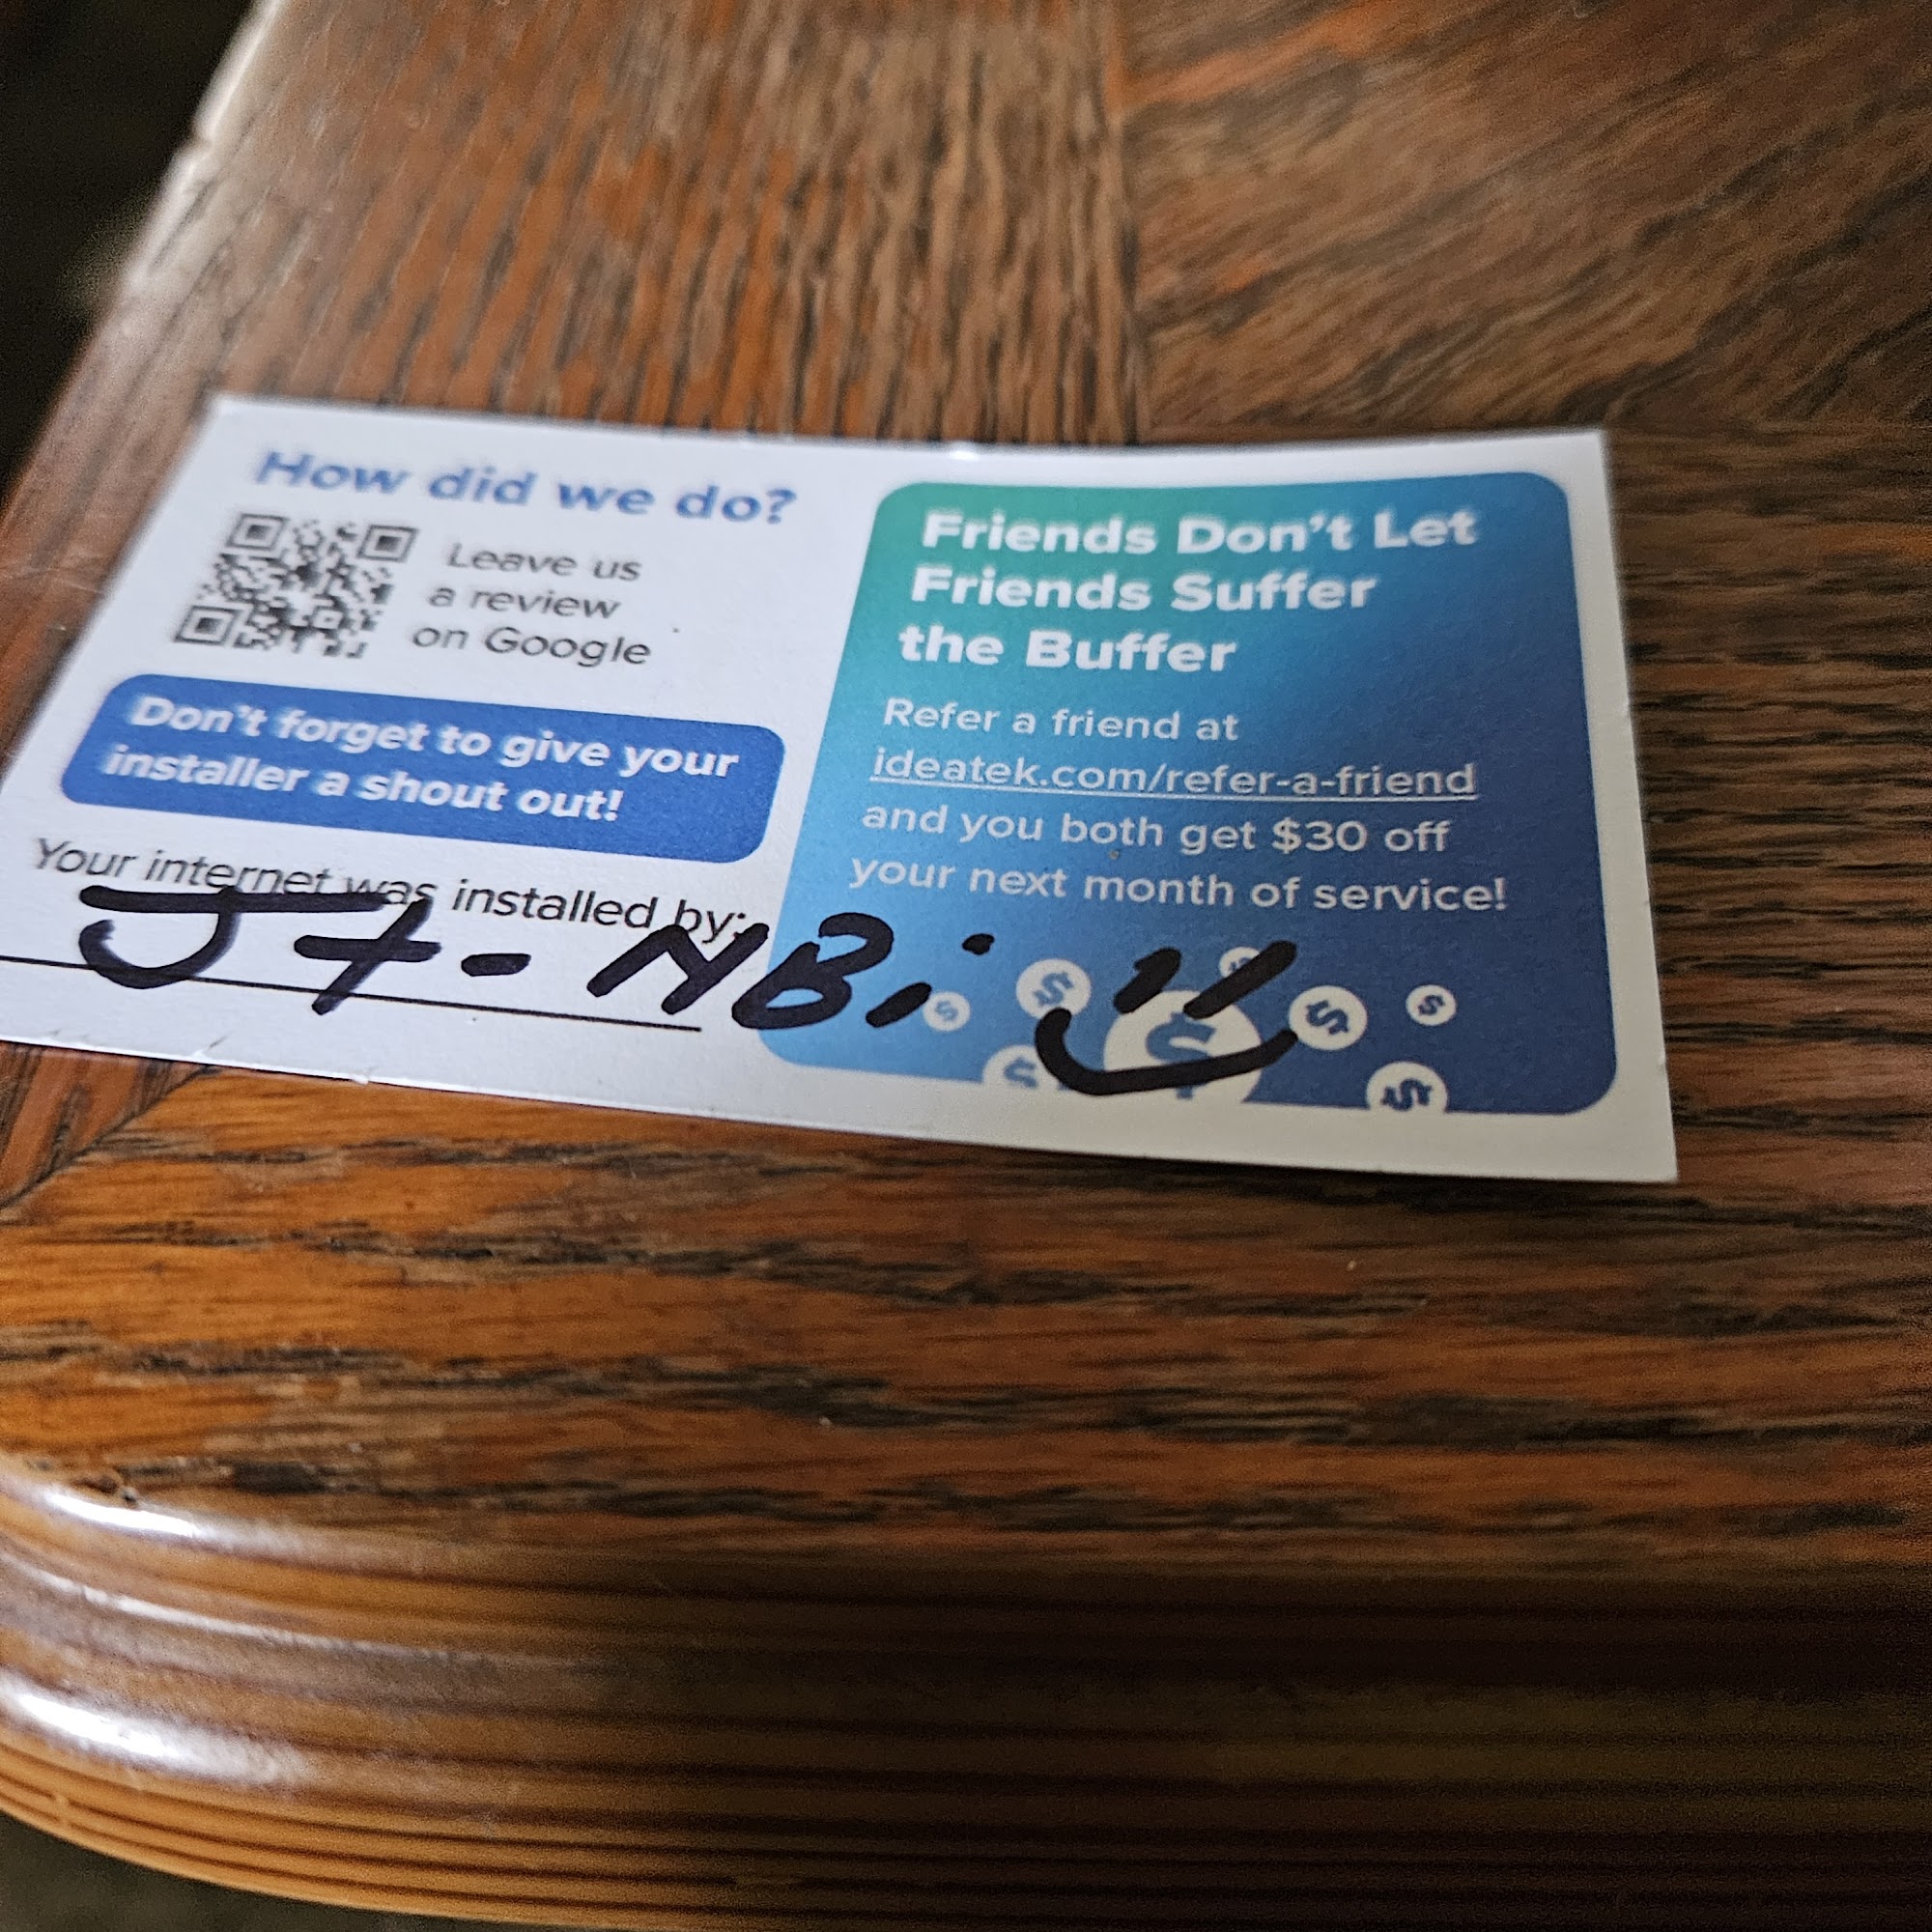 How did we do?
Leave us
a review
on Google
Don't forget to give your
installer a shout out!
Your internet was installed by:
Jt - NBi
Friends Don't Let
Friends Suffer
the Buffer
Refer a friend at
ideatek.com/refer-a-friend
and you both get $30 off
your next month of service!
$ $ $ $ $ $ $